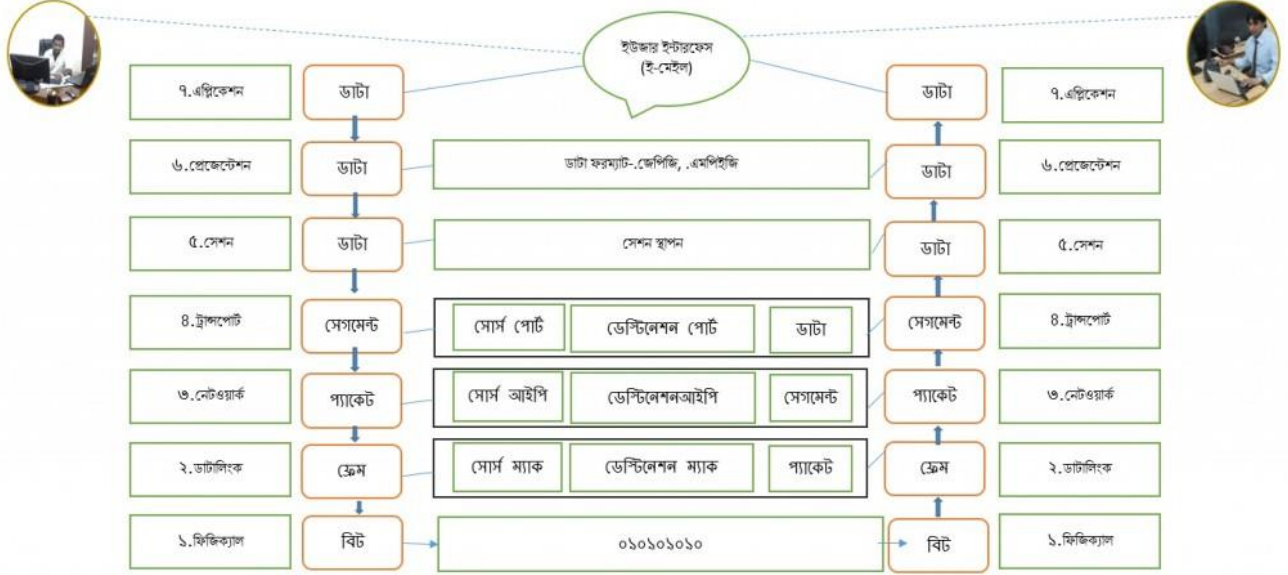 ইউজার ইন্টারফেস
(ই-মেইল)
৭.এপ্লিকেশন ডাটা ডাটা ৭.এপ্লিকেশন
৬.প্রেজেন্টেশন ডাটা ডাটা ফরম্যাট-.জেপিজি, .এমপিইজি ডাটা ৬.প্রেজেন্টেশন
৫.সেশন ডাটা সেশন স্থাপন ডাটা ৫.সেশন
৪.ট্রান্সপোর্ট সেগমেন্ট সোর্স পোর্ট ডেস্টিনেশন পোর্ট ডাটা সেগমেন্ট ৪.ট্রান্সপোর্ট
৩.নেটওয়ার্ক প্যাকেট সোর্স আইপি ডেস্টিনেশনআইপি সেগমেন্ট প্যাকেট ৩.নেটওয়ার্ক
২.ডাটালিংক ফ্রেম সোর্স ম্যাক ডেস্টিনেশন ম্যাক প্যাকেট ফ্রেম ২.ডাটালিংক
১.ফিজিক্যাল বিট ০১০১০১০১০ বিট ১.ফিজিক্যাল